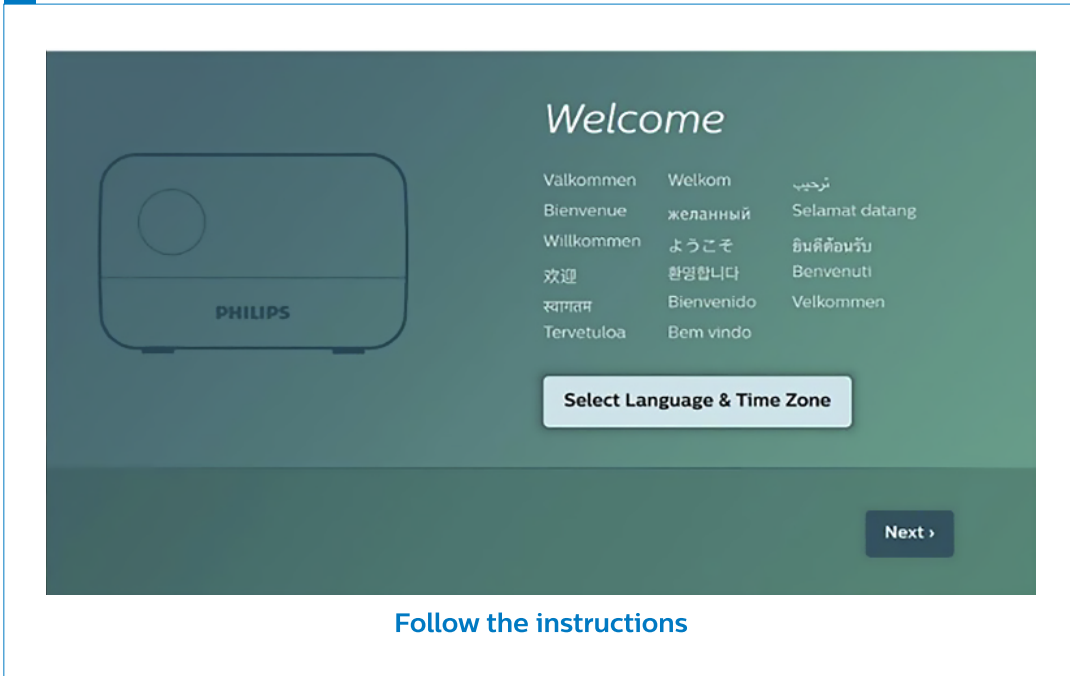 Welcome
Välkommen Welkom ترحيب
Bienvenue желанный Selamat datang
Willkommen ようこそ ยินดีต้อนรับ
欢迎 환영합니다 Benvenuti
स्वागतम Bienvenido Velkommen
Tervetuloa Bem vindo
PHILIPS
Select Language & Time Zone
Next ›
Follow the instructions